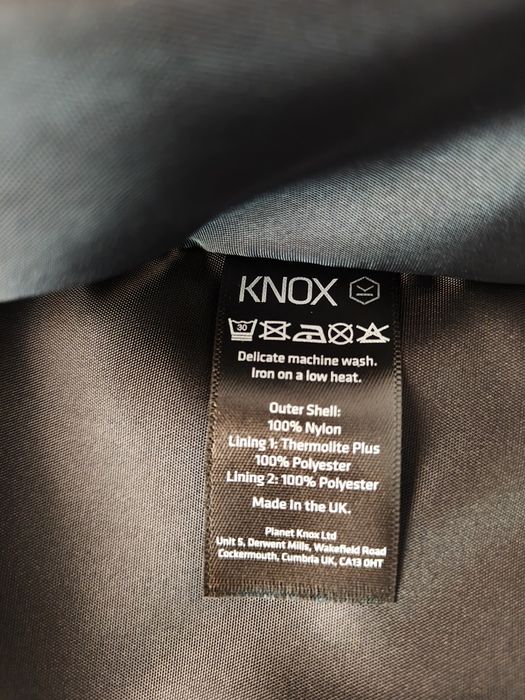 KNOX
30
Delicate machine wash.
Iron on a low heat.
Outer Shell:
100% Nylon
Lining 1: Thermolite Plus
100% Polyester
Lining 2: 100% Polyester
Made in the UK.
Planet Knox Ltd
Unit 5, Derwent Mills, Wakefield Road
Cockermouth, Cumbria UK, CA13 0HT